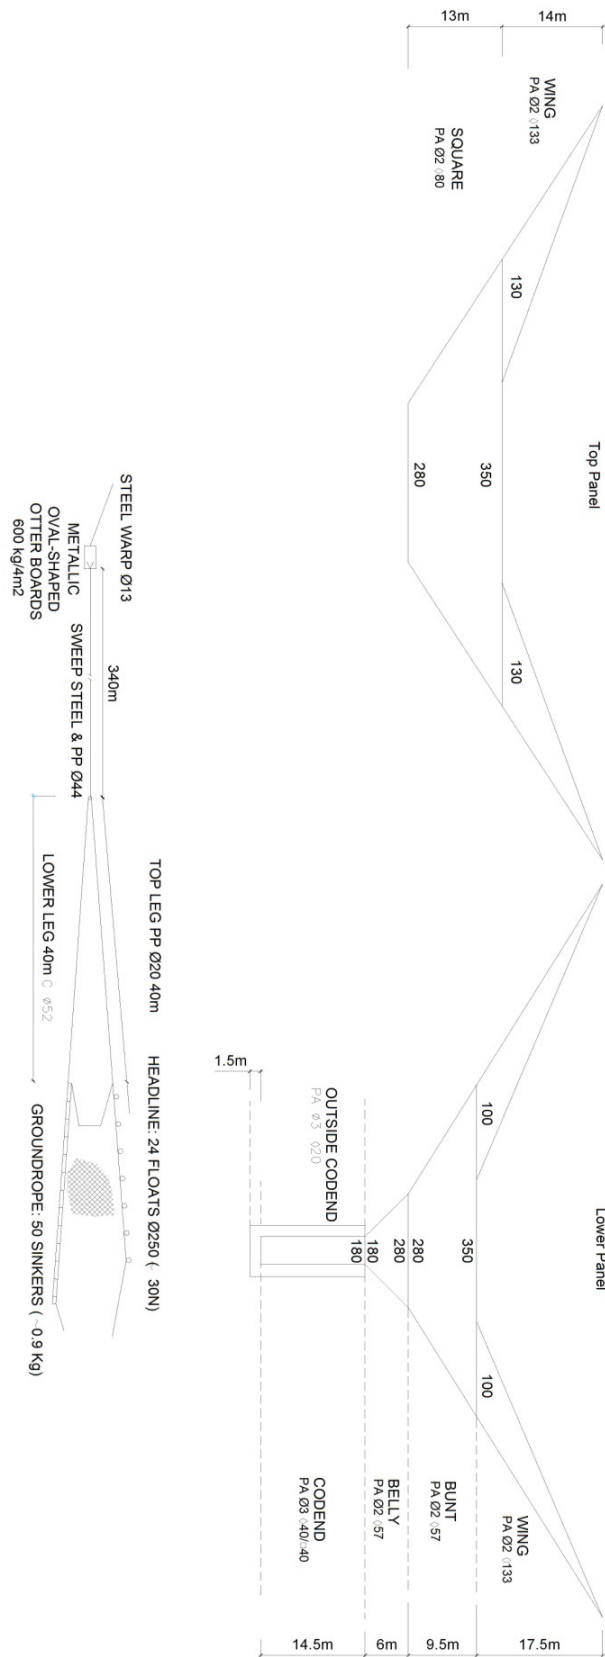 13m
14m
WING
PA Ø2 ◊133
SQUARE
PA Ø2 ◊80
130
350
280
130
Top Panel
STEEL WARP Ø13
METALLIC
OVAL-SHAPED
OTTER BOARDS
600 kg/4m2
340m
SWEEP STEEL & PP Ø44
TOP LEG PP Ø20 40m
LOWER LEG 40m C ø52
HEADLINE: 24 FLOATS Ø250 ( 30N)
GROUNDROPE: 50 SINKERS ( ~0.9 Kg)
Lower Panel
100
350
100
280
280
180
180
1.5m
OUTSIDE CODEND
PA ø3 ◊20
WING
PA Ø2 ◊133
BUNT
PA Ø2 ◊57
BELLY
PA Ø2 ◊57
CODEND
PA Ø3 ◊40/□40
14.5m
6m
9.5m
17.5m